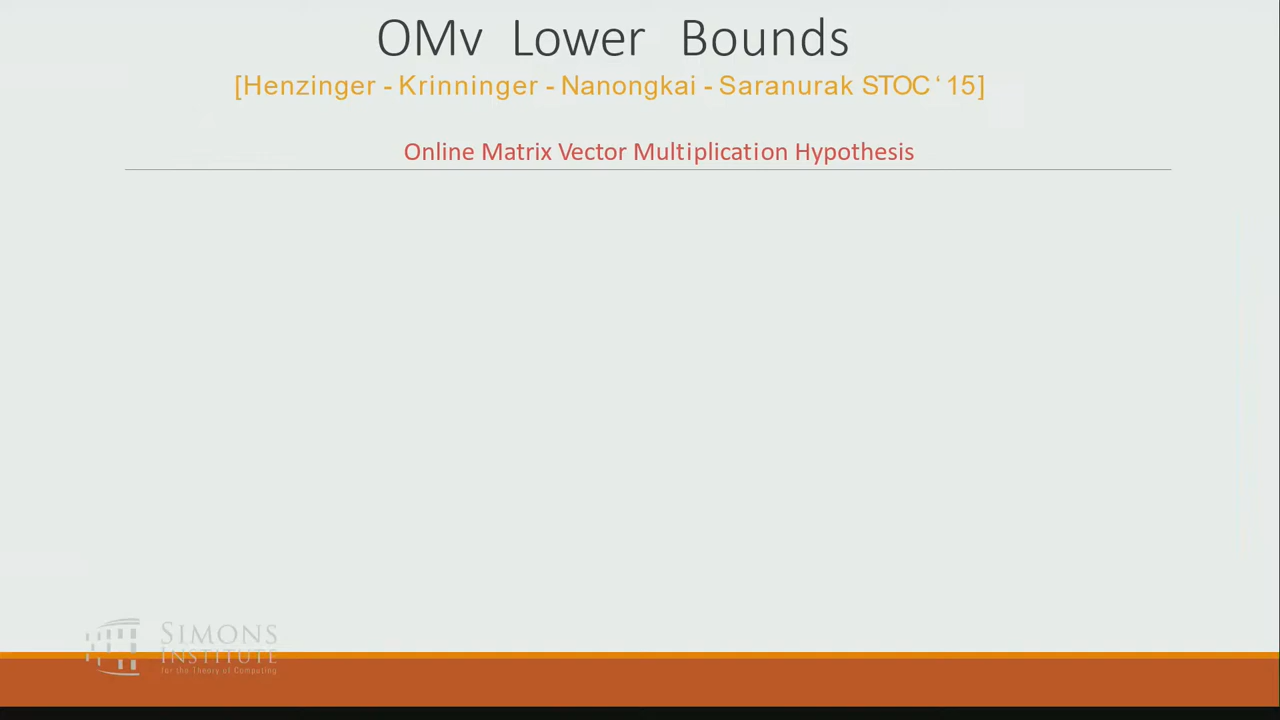 OMv Lower Bounds
[Henzinger - Krinninger - Nanongkai - Saranurak STOC ‘ 15]
Online Matrix Vector Multiplication Hypothesis
SIMONS
INSTITUTE
for the Theory of Computing